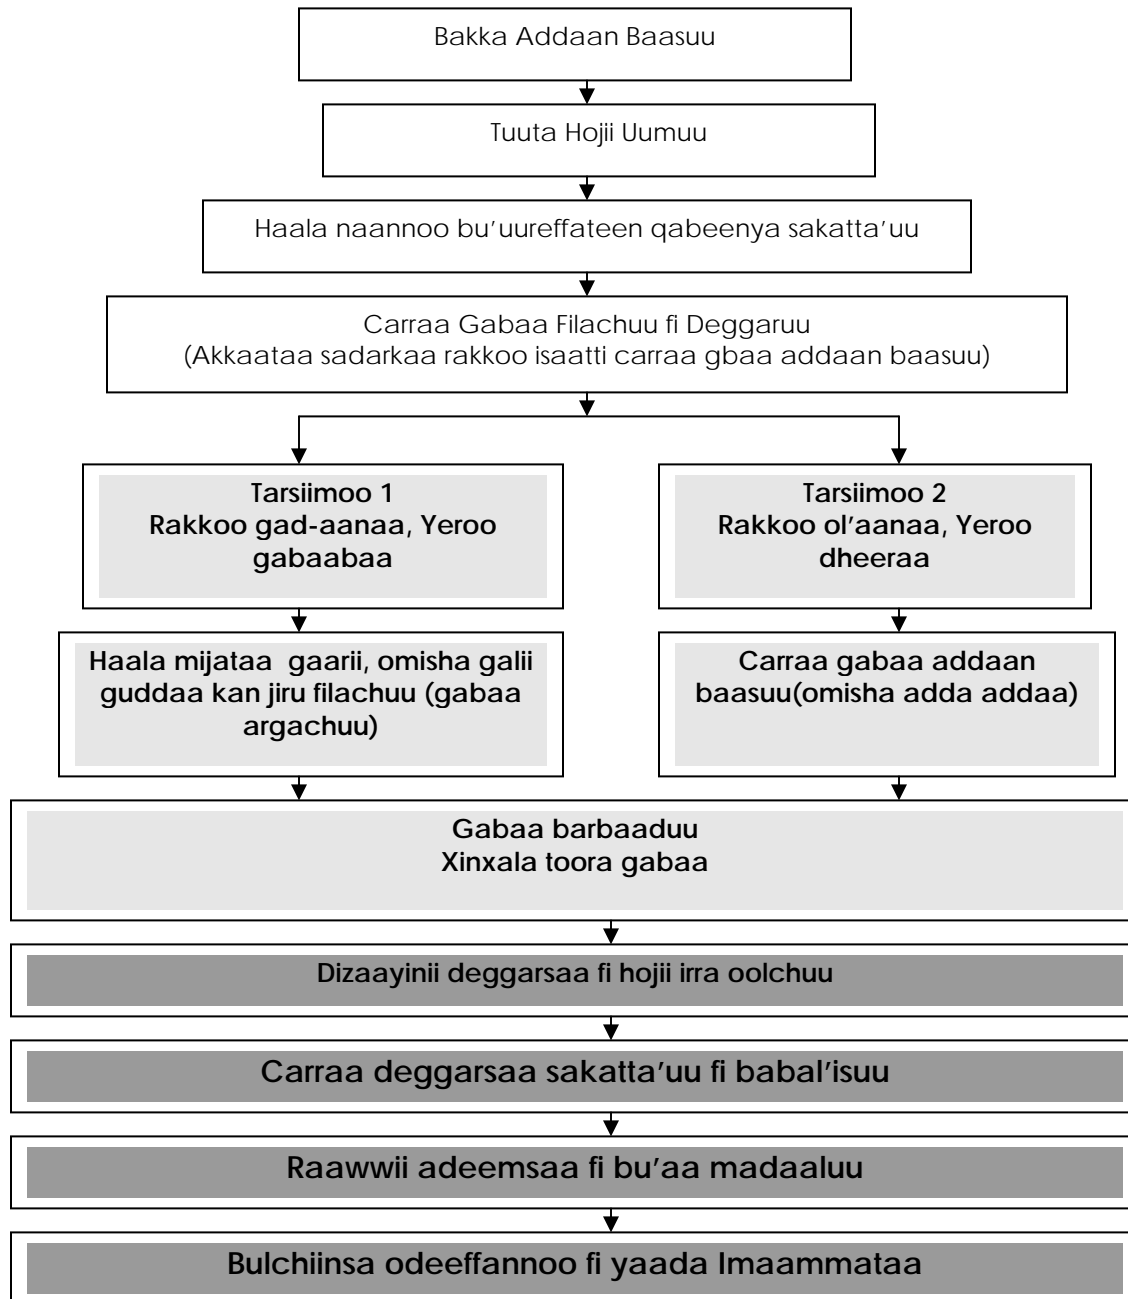 Bakka Addaan Baasuu
Tuuta Hojii Uumuu
Haala naannoo bu’uureffateen qabeenya sakatta’uu
Carraa Gabaa Filachuu fi Deggaruu
(Akkaataa sadarkaa rakkoo isaatti carraa gbaa addaan baasuu)
Tarsiimoo 1
Rakkoo gad-aanaa, Yeroo
gabaabaa
Tarsiimoo 2
Rakkoo ol’aanaa, Yeroo
dheeraa
Haala mijataa gaarii, omisha galii
guddaa kan jiru filachuu (gabaa
argachuu)
Carraa gabaa addaan
baasuu(omisha adda addaa)
Gabaa barbaaduu
Xinxala toora gabaa
Dizaayinii deggarsaa fi hojii irra oolchuu
Carraa deggarsaa sakatta’uu fi babal’isuu
Raawwii adeemsaa fi bu’aa madaaluu
Bulchiinsa odeeffannoo fi yaada Imaammataa